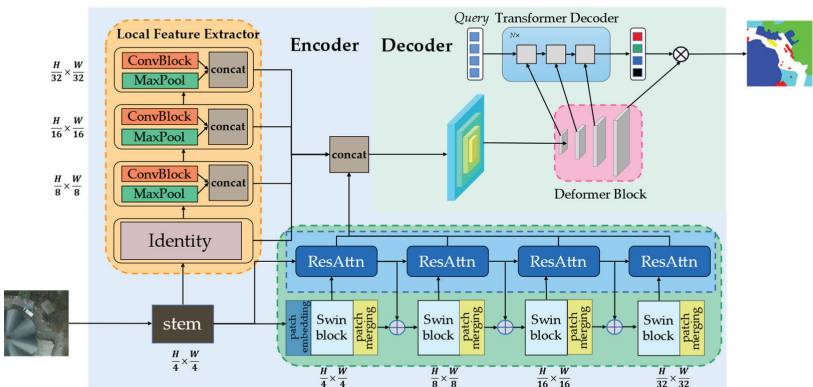 Local Feature Extractor
Encoder
Decoder
Query
Transformer Decoder
N×
ConvBlock
MaxPool
concat
H/32 × W/32
ConvBlock
MaxPool
concat
H/16 × W/16
ConvBlock
MaxPool
concat
H/8 × W/8
Identity
concat
Deformer Block
ResAttn
ResAttn
ResAttn
ResAttn
stem
H/4 × W/4
patch embedding
Swin block
patch merging
Swin block
patch merging
Swin block
patch merging
Swin block
patch merging
H/4 × W/4
H/8 × W/8
H/16 × W/16
H/32 × W/32